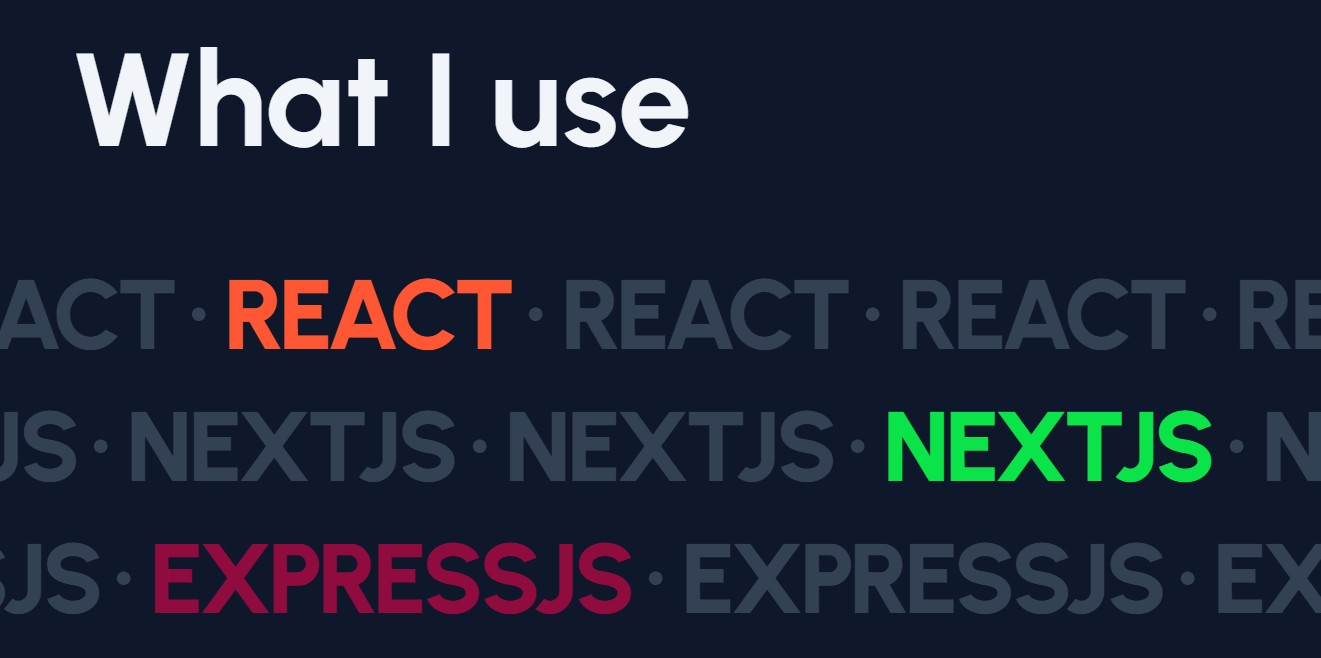 What I use
ACT · REACT · REACT · REACT · RE
JS · NEXTJS · NEXTJS · NEXTJS · N
SJS · EXPRESSJS · EXPRESSJS · EX